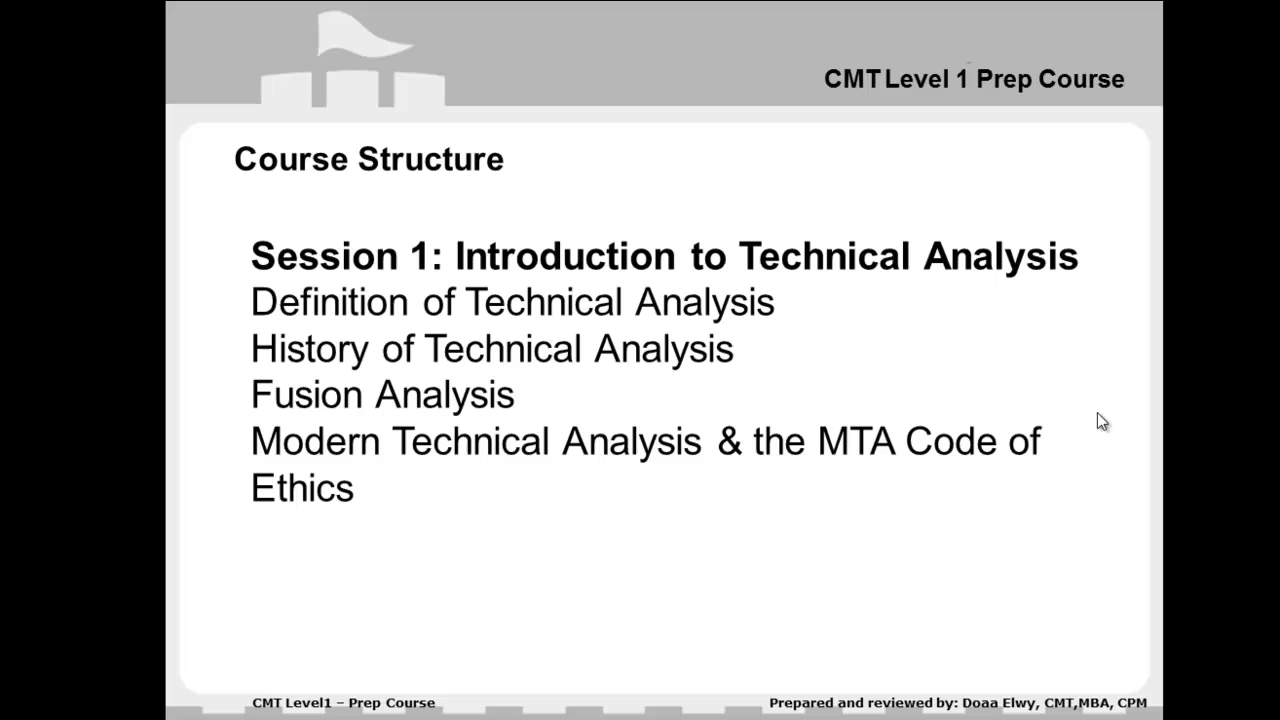 CMT Level 1 Prep Course
Course Structure
Session 1: Introduction to Technical Analysis
Definition of Technical Analysis
History of Technical Analysis
Fusion Analysis
Modern Technical Analysis & the MTA Code of
Ethics
CMT Level1 – Prep Course
Prepared and reviewed by: Doaa Elwy, CMT,MBA, CPM